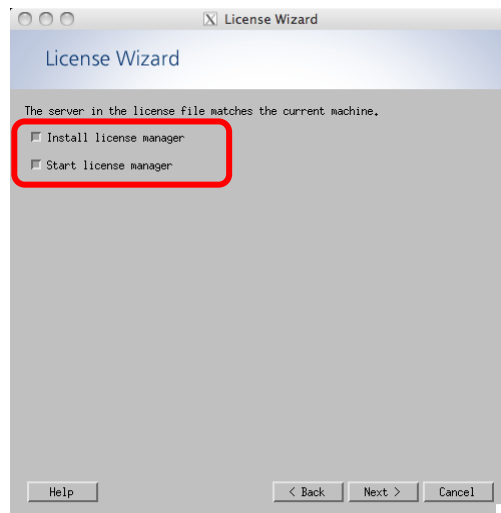 License Wizard
License Wizard
The server in the license file matches the current machine.
Install license manager
Start license manager
Help
< Back
Next >
Cancel